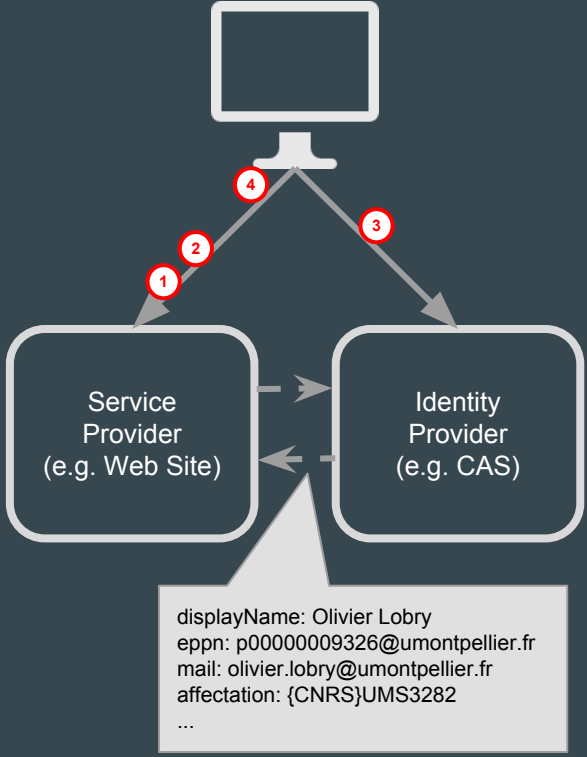 4
3
2
1
Service
Provider
(e.g. Web Site)
Identity
Provider
(e.g. CAS)
displayName: Olivier Lobry
eppn: p00000009326@umontpellier.fr
mail: olivier.lobry@umontpellier.fr
affectation: {CNRS}UMS3282
...